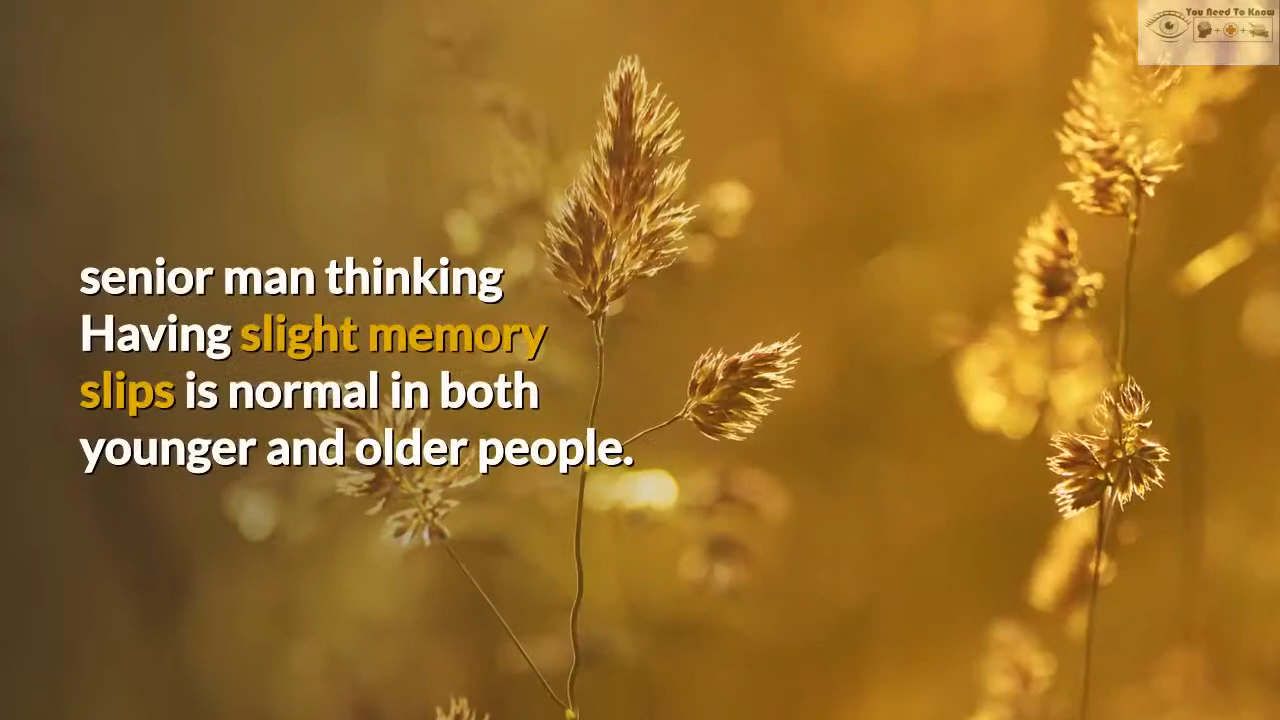 You Need To Know
senior man thinking
Having slight memory
slips is normal in both
younger and older people.